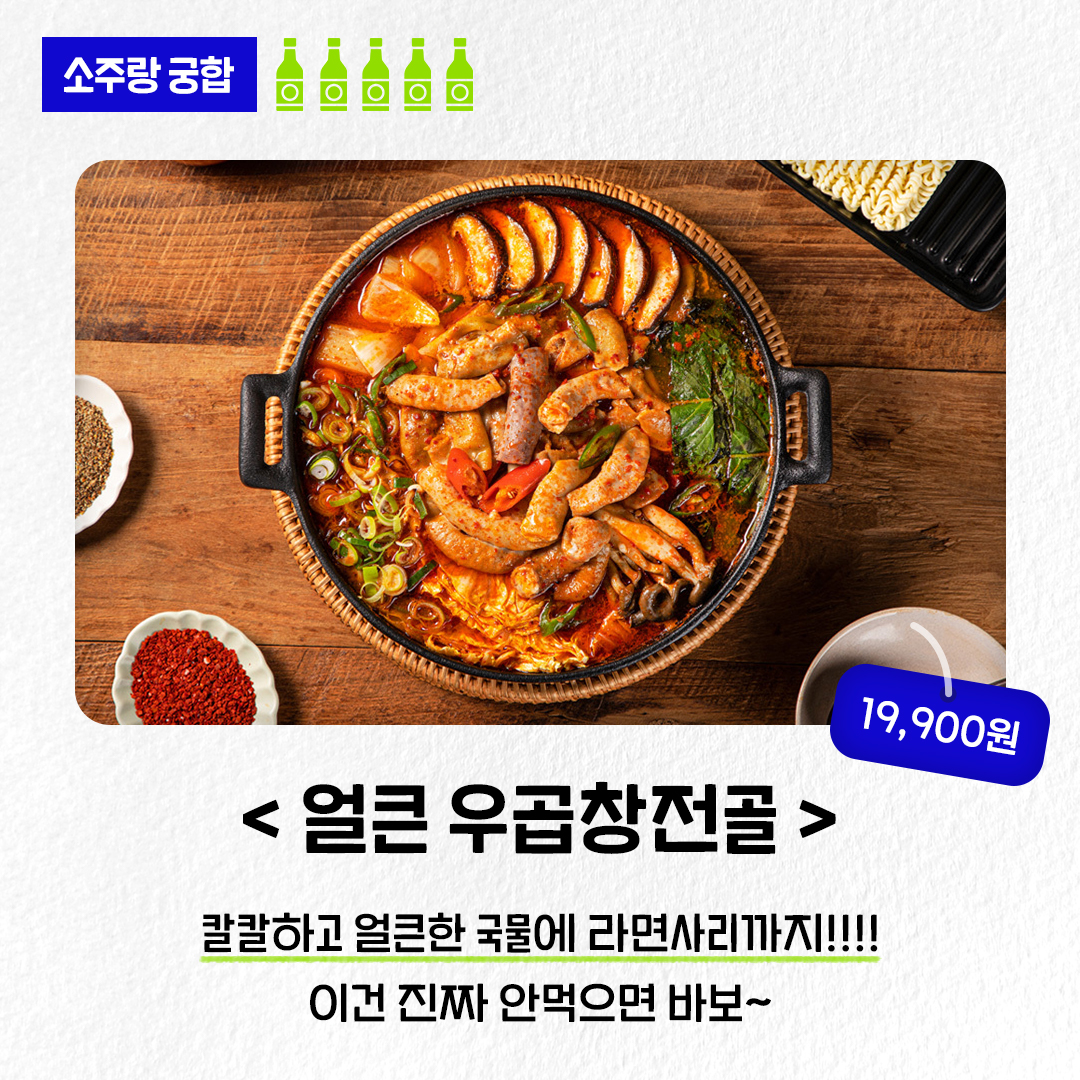 소주랑 궁합
19,900원
< 얼큰 우곱창전골 >
칼칼하고 얼큰한 국물에 라면사리까지!!!!
이건 진짜 안먹으면 바보~